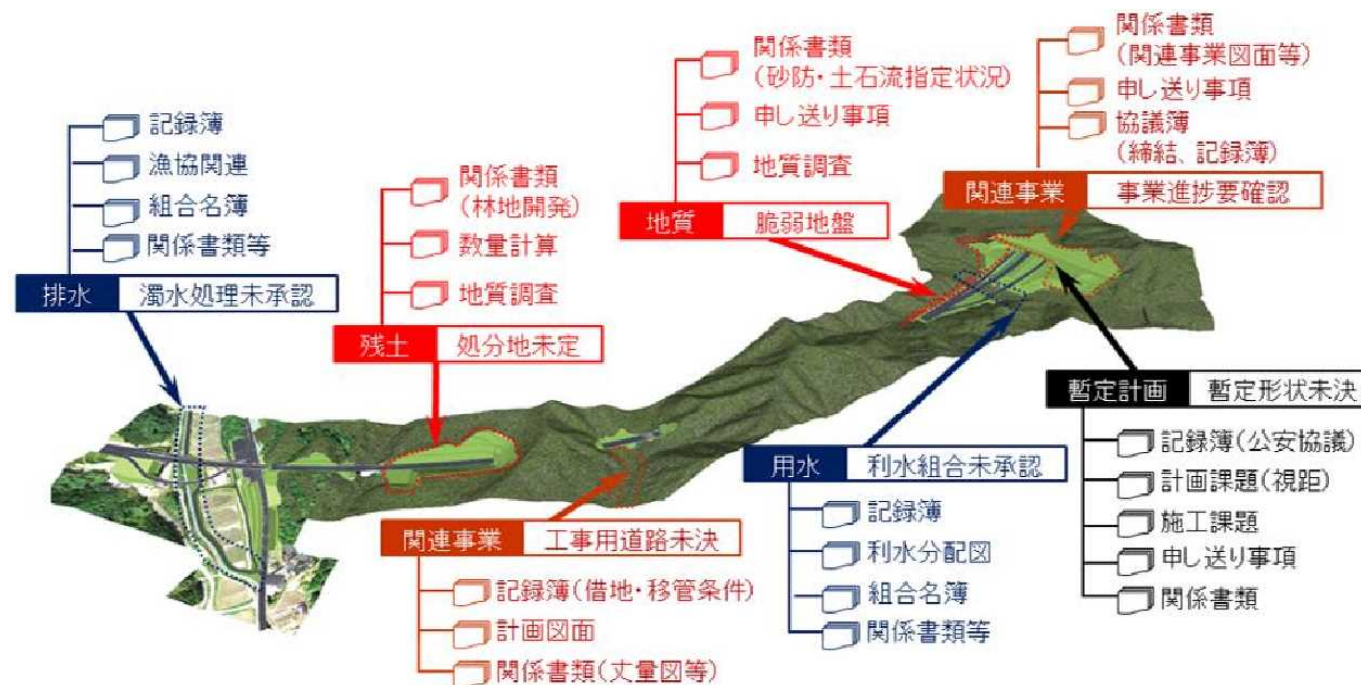 記録簿
漁協関連
組合名簿
関係書類等
排水 濁水処理未承認
関係書類
(林地開発)
数量計算
地質調査
残土 処分地未定
関係書類
(砂防・土石流指定状況)
申し送り事項
地質調査
地質 脆弱地盤
関係書類
(関連事業図面等)
申し送り事項
協議簿
(締結、記録簿)
関連事業 事業進捗要確認
関連事業 工事用道路未決
記録簿(借地・移管条件)
計画図面
関係書類(丈量図等)
用水 利水組合未承認
記録簿
利水分配図
組合名簿
関係書類等
暫定計画 暫定形状未決
記録簿(公安協議)
計画課題(視距)
施工課題
申し送り事項
関係書類